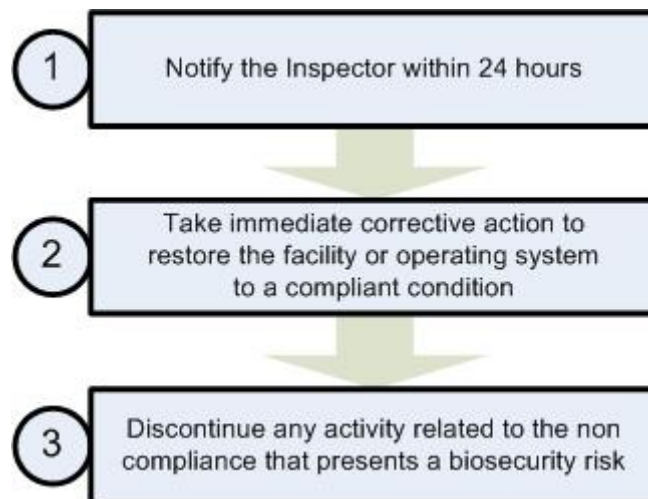 1
Notify the Inspector within 24 hours
2
Take immediate corrective action to
restore the facility or operating system
to a compliant condition
3
Discontinue any activity related to the non
compliance that presents a biosecurity risk